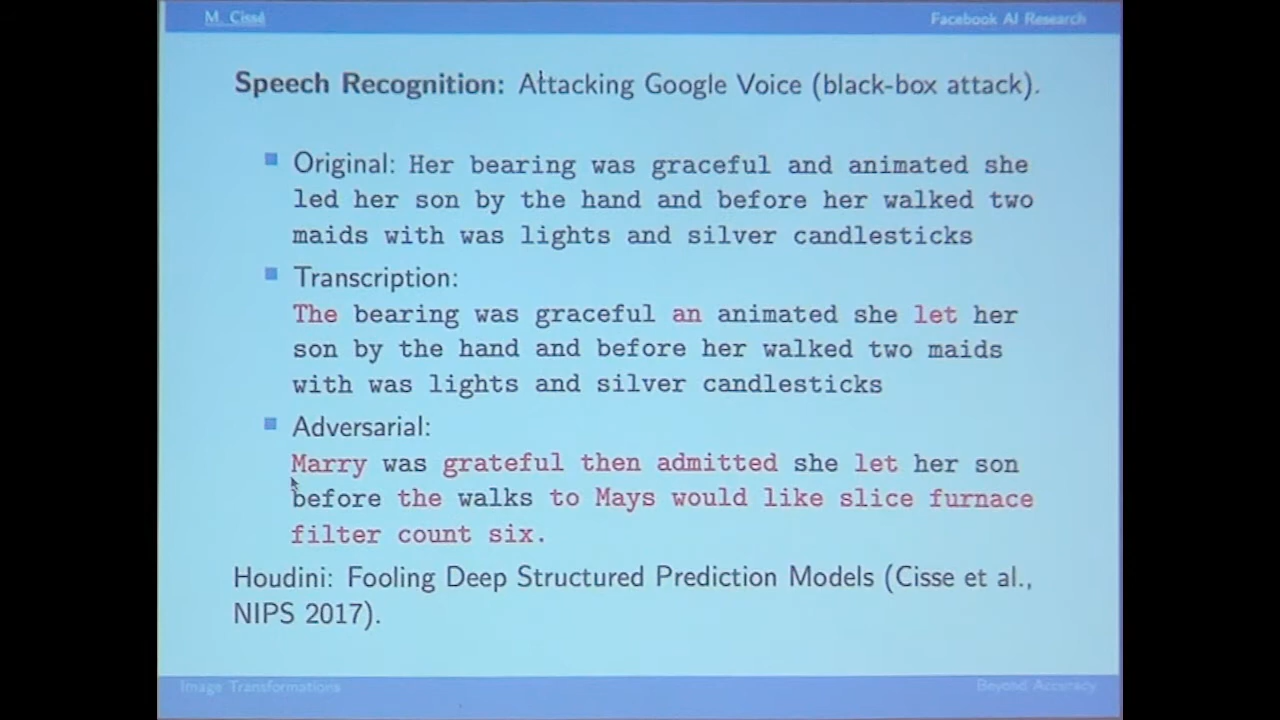 M. Cissé
Facebook AI Research
Speech Recognition: Attacking Google Voice (black-box attack).
Original: Her bearing was graceful and animated she
led her son by the hand and before her walked two
maids with was lights and silver candlesticks
Transcription:
The bearing was graceful an animated she let her
son by the hand and before her walked two maids
with was lights and silver candlesticks
Adversarial:
Marry was grateful then admitted she let her son
before the walks to Mays would like slice furnace
filter count six.
Houdini: Fooling Deep Structured Prediction Models (Cisse et al.,
NIPS 2017).
Image Transformations
Beyond Accuracy